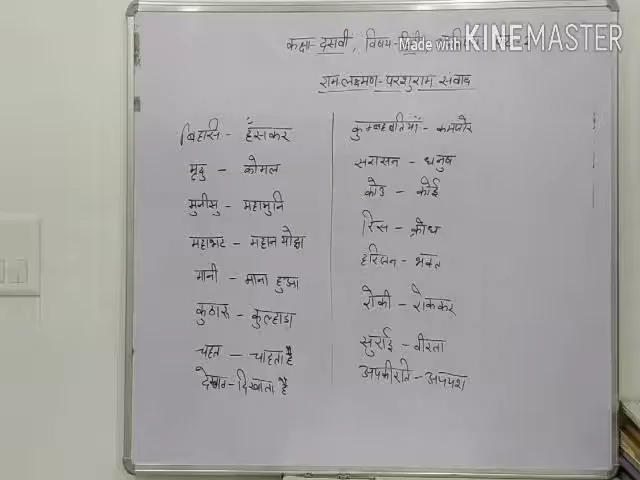 कक्षा-दसवीं, विषय-हिन्दी
Made with KINEMASTER
राम-लक्ष्मण-परशुराम संवाद
बिहसि - हँसकर
मृदु - कोमल
मुनीसु - महामुनि
महाभट - महान योद्धा
मानी - माना हुआ
कुठारू - कुल्हाडा
चहत - चाहता है
देखाव - दिखाता है
कुम्हड़बतियाँ - कमजोर
सरासन - धनुष
कोउ - कोई
रिस - क्रोध
हरिजन - भक्त
रोकी - रोककर
सुराई - वीरता
अपकीरति - अपयश